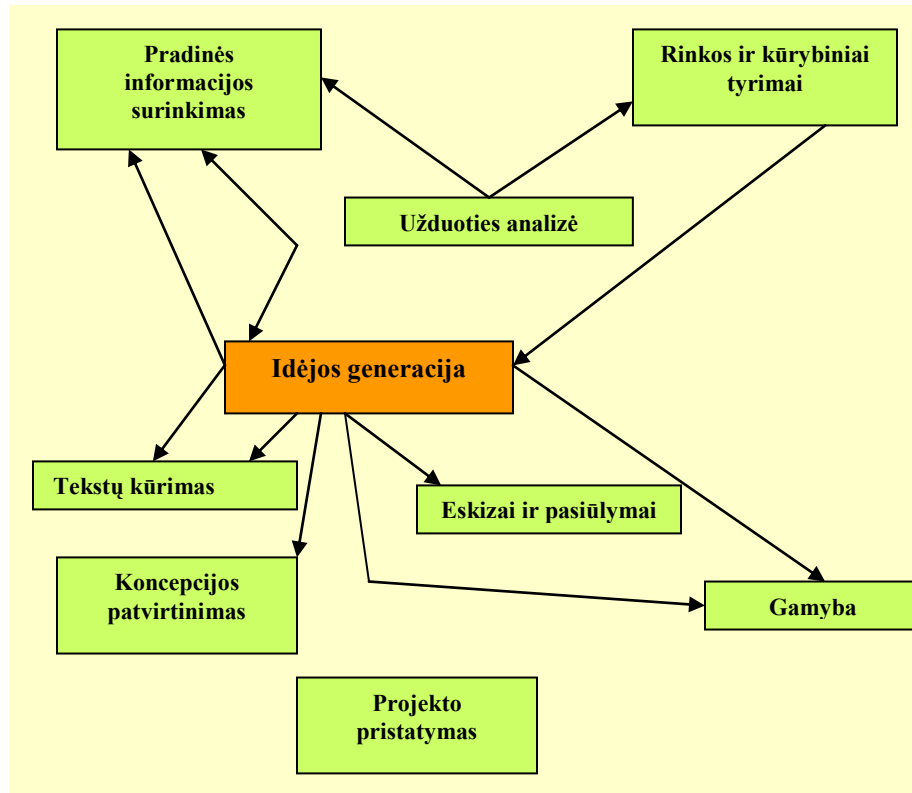 Pradinės
informacijos
surinkimas
Rinkos ir kūrybiniai
tyrimai
Užduoties analizė
Idėjos generacija
Tekstų kūrimas
Eskizai ir pasiūlymai
Koncepcijos
patvirtinimas
Gamyba
Projekto
pristatymas